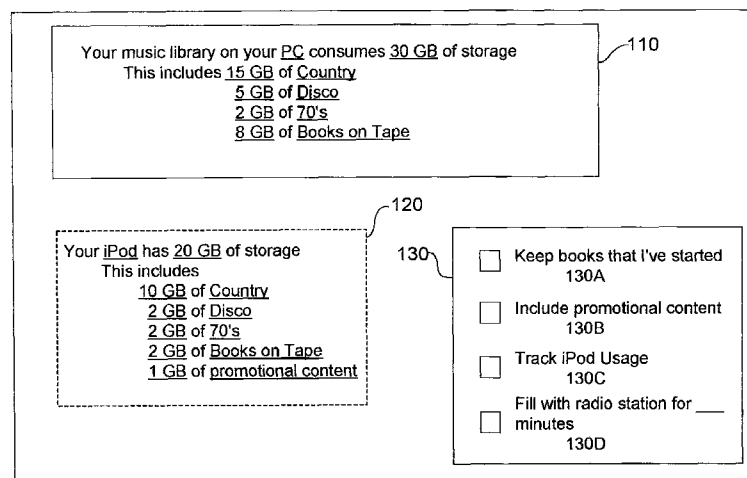 Your music library on your PC consumes 30 GB of storage
This includes 15 GB of Country
5 GB of Disco
2 GB of 70's
8 GB of Books on Tape
110
120
Your iPod has 20 GB of storage
This includes
10 GB of Country
2 GB of Disco
2 GB of 70's
2 GB of Books on Tape
1 GB of promotional content
130
Keep books that I've started
130A
Include promotional content
130B
Track iPod Usage
130C
Fill with radio station for ___
minutes
130D